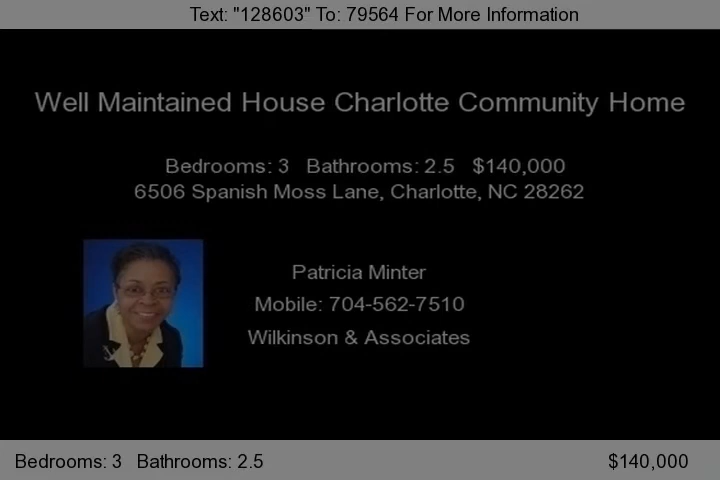 Text: "128603" To: 79564 For More Information
Well Maintained House Charlotte Community Home
Bedrooms: 3 Bathrooms: 2.5 $140,000
6506 Spanish Moss Lane, Charlotte, NC 28262
Patricia Minter
Mobile: 704-562-7510
Wilkinson & Associates
Bedrooms: 3 Bathrooms: 2.5 $140,000